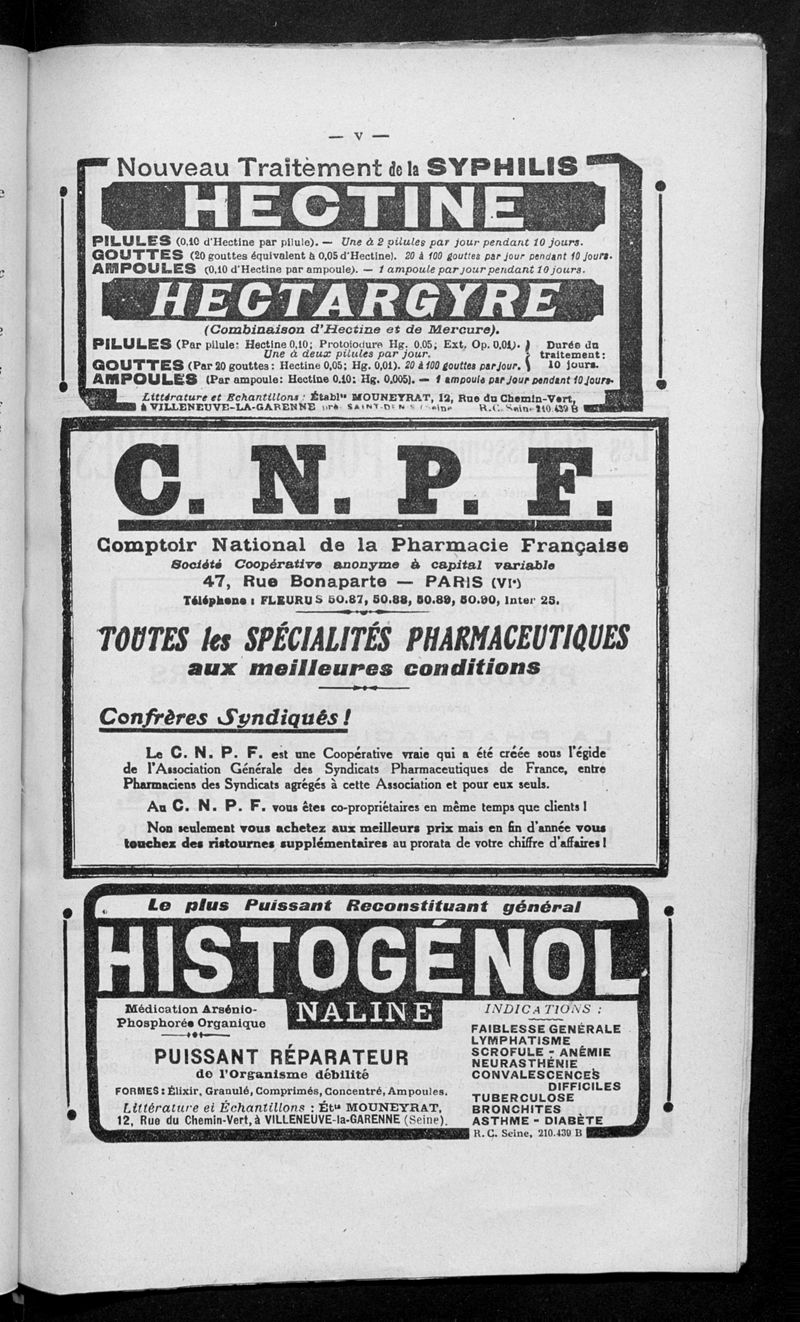 — V —
Nouveau Traitement de la SYPHILIS
HECTINE
PILULES (0,10 d'Hectine par pilule). — Une à 2 pilules par jour pendant 10 jours.
GOUTTES (20 gouttes équivalent à 0,05 d'Hectine). 20 à 100 gouttes par jour pendant 10 jours.
AMPOULES (0,10 d'Hectine par ampoule). — 1 ampoule par jour pendant 10 jours.
HECTARGYRE
(Combinaison d'Hectine et de Mercure).
PILULES (Par pilule: Hectine 0,10; Protoiodure Hg. 0,05; Ext. Op. 0,01).
Une à deux pilules par jour.
GOUTTES (Par 20 gouttes: Hectine 0,05; Hg. 0,01). 20 à 100 gouttes par jour.
Durée du
traitement:
10 jours.
AMPOULES (Par ampoule: Hectine 0,10; Hg, 0,005). — 1 ampoule par jour pendant 10 jours.
Littérature et Echantillons: Établts MOUNEYRAT, 12, Rue du Chemin-Vert,
à VILLENEUVE-LA-GARENNE près SAINT-DENIS (Seine R.C. Seine 210.439 B
C. N. P. F.
Comptoir National de la Pharmacie Française
Société Coopérative anonyme à capital variable
47, Rue Bonaparte — PARIS (VIe)
Téléphone: FLEURUS 50.87, 50.88, 50.89, 50.90, Inter 25.
TOUTES les SPÉCIALITÉS PHARMACEUTIQUES
aux meilleures conditions
Confrères Syndiqués!
Le C. N. P. F. est une Coopérative vraie qui a été créée sous l'égide
de l'Association Générale des Syndicats Pharmaceutiques de France, entre
Pharmaciens des Syndicats agrégés à cette Association et pour eux seuls.
Au C. N. P. F. vous êtes co-propriétaires en même temps que clients!
Non seulement vous achetez aux meilleurs prix mais en fin d'année vous
touchez des ristournes supplémentaires au prorata de votre chiffre d'affaires!
Le plus Puissant Reconstituant général
HISTOGÉNOL
NALINE
Médication Arsénio-
Phosphorée Organique
PUISSANT RÉPARATEUR
de l'Organisme débilité
FORMES: Élixir, Granulé, Comprimés, Concentré, Ampoules.
Littérature et Échantillons: Éts MOUNEYRAT,
12, Rue du Chemin-Vert, à VILLENEUVE-la-GARENNE (Seine).
INDICATIONS:
FAIBLESSE GENÉRALE
LYMPHATISME
SCROFULE - ANÉMIE
NEURASTHÉNIE
CONVALESCENCES
DIFFICILES
TUBERCULOSE
BRONCHITES
ASTHME - DIABÈTE
R. C. Seine, 210.439 B